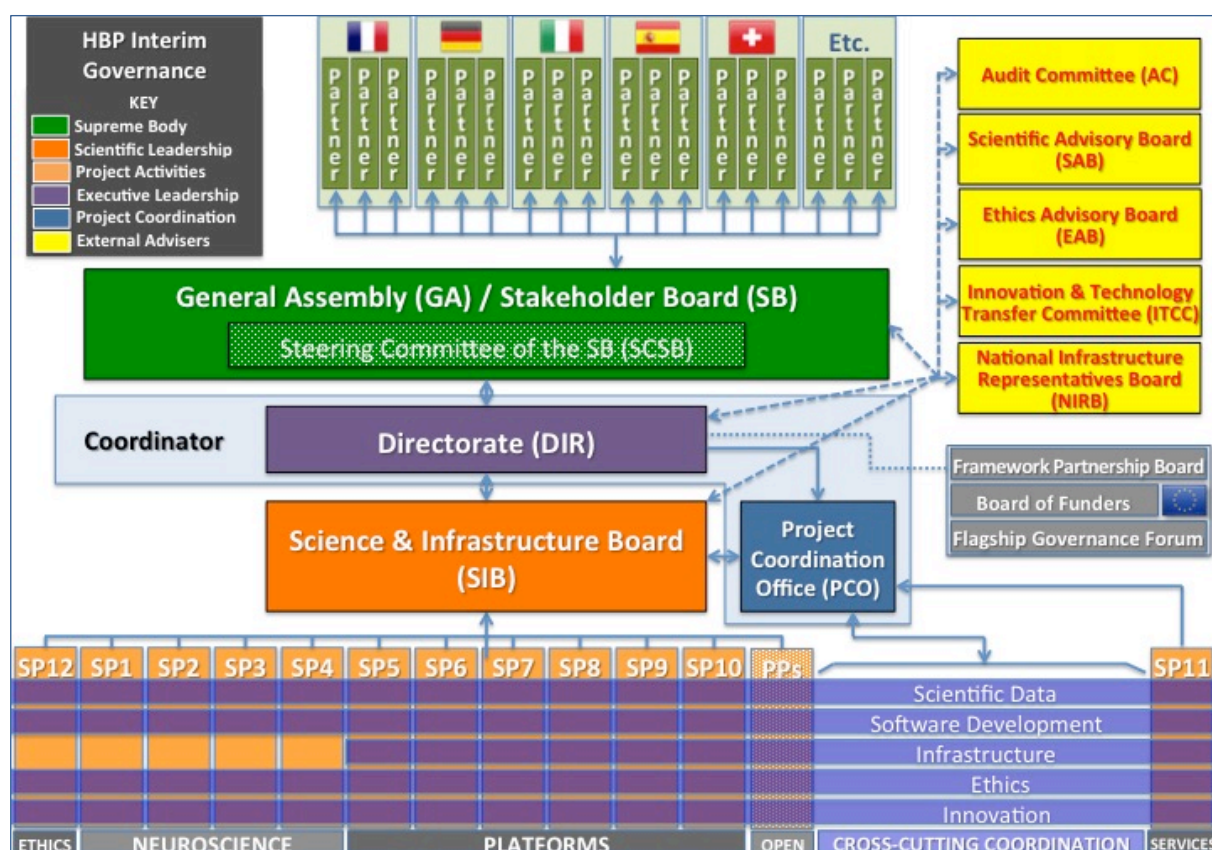 HBP Interim
Governance
KEY
Supreme Body
Scientific Leadership
Project Activities
Executive Leadership
Project Coordination
External Advisers
Etc.
Partner Partner Partner Partner Partner Partner Partner Partner Partner Partner Partner Partner Partner Partner Partner Partner Partner Partner
Audit Committee (AC)
Scientific Advisory Board
(SAB)
Ethics Advisory Board
(EAB)
Innovation & Technology
Transfer Committee (ITCC)
National Infrastructure
Representatives Board
(NIRB)
General Assembly (GA) / Stakeholder Board (SB)
Steering Committee of the SB (SCSB)
Coordinator
Directorate (DIR)
Framework Partnership Board
Board of Funders
Flagship Governance Forum
Science & Infrastructure Board
(SIB)
Project
Coordination
Office (PCO)
SP12 SP1 SP2 SP3 SP4 SP5 SP6 SP7 SP8 SP9 SP10 PPs SP11
Scientific Data
Software Development
Infrastructure
Ethics
Innovation
ETHICS NEUROSCIENCE PLATFORMS OPEN CROSS-CUTTING COORDINATION SERVICES